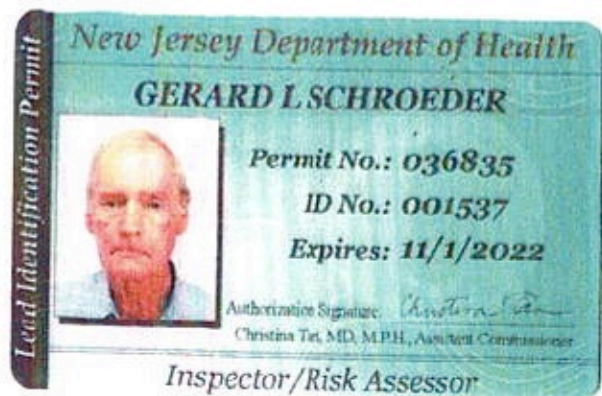 New Jersey Department of Health
GERARD L SCHROEDER
Lead Identification Permit
Permit No.: 036835
ID No.: 001537
Expires: 11/1/2022
Authorization Signature:
Christina Tan, MD, M.P.H., Assistant Commissioner
Inspector/Risk Assessor